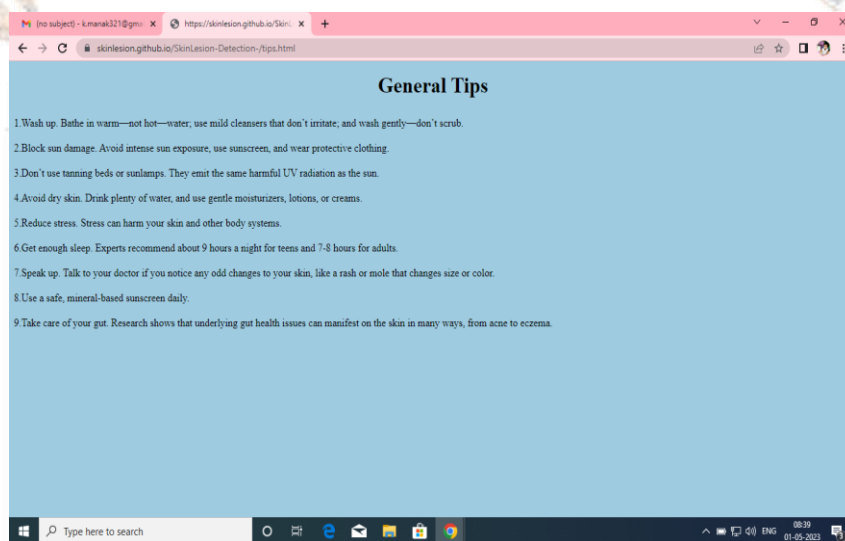 (no subject) - k.manak321@gma
https://skinlesion.github.io/SkinL
skinlesion.github.io/SkinLesion-Detection-/tips.html
General Tips
1.Wash up. Bathe in warm—not hot—water; use mild cleansers that don't irritate; and wash gently—don't scrub.
2.Block sun damage. Avoid intense sun exposure, use sunscreen, and wear protective clothing.
3.Don't use tanning beds or sunlamps. They emit the same harmful UV radiation as the sun.
4.Avoid dry skin. Drink plenty of water, and use gentle moisturizers, lotions, or creams.
5.Reduce stress. Stress can harm your skin and other body systems.
6.Get enough sleep. Experts recommend about 9 hours a night for teens and 7-8 hours for adults.
7.Speak up. Talk to your doctor if you notice any odd changes to your skin, like a rash or mole that changes size or color.
8.Use a safe, mineral-based sunscreen daily.
9.Take care of your gut. Research shows that underlying gut health issues can manifest on the skin in many ways, from acne to eczema.
Type here to search
ENG
08:39
01-05-2023